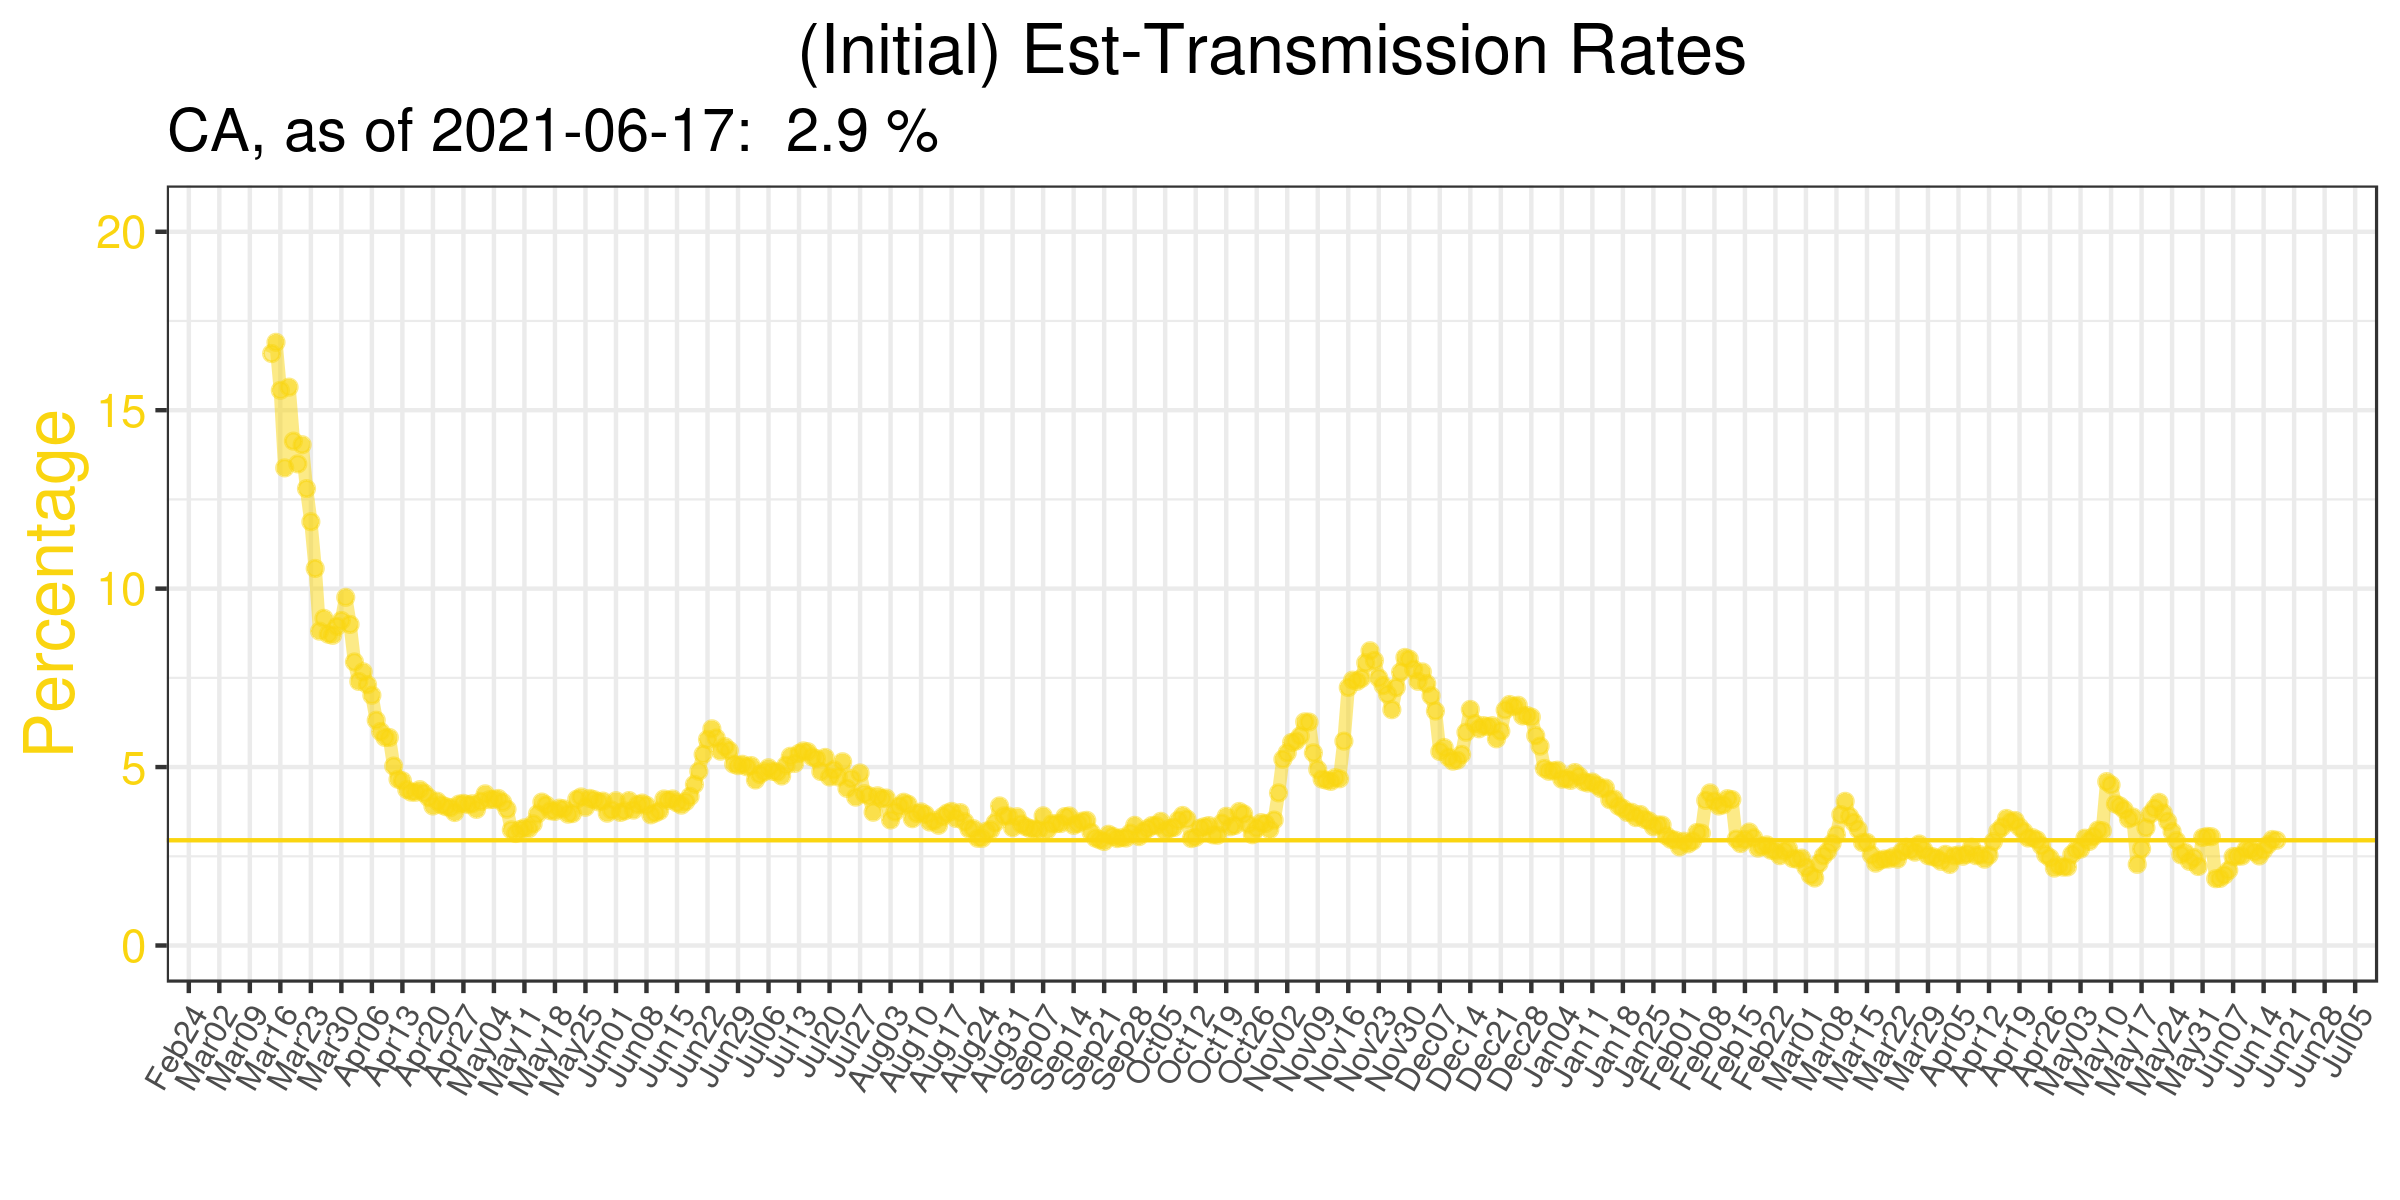 (Initial) Est-Transmission Rates
CA, as of 2021-06-17:  2.9 %
Percentage
20
15
10
5
0
Feb24
Mar02
Mar09
Mar16
Mar23
Mar30
Apr06
Apr13
Apr20
Apr27
May04
May11
May18
May25
Jun01
Jun08
Jun15
Jun22
Jun29
Jul06
Jul13
Jul20
Jul27
Aug03
Aug10
Aug17
Aug24
Aug31
Sep07
Sep14
Sep21
Sep28
Oct05
Oct12
Oct19
Oct26
Nov02
Nov09
Nov16
Nov23
Nov30
Dec07
Dec14
Dec21
Dec28
Jan04
Jan11
Jan18
Jan25
Feb01
Feb08
Feb15
Feb22
Mar01
Mar08
Mar15
Mar22
Mar29
Apr05
Apr12
Apr19
Apr26
May03
May10
May17
May24
May31
Jun07
Jun14
Jun21
Jun28
Jul05